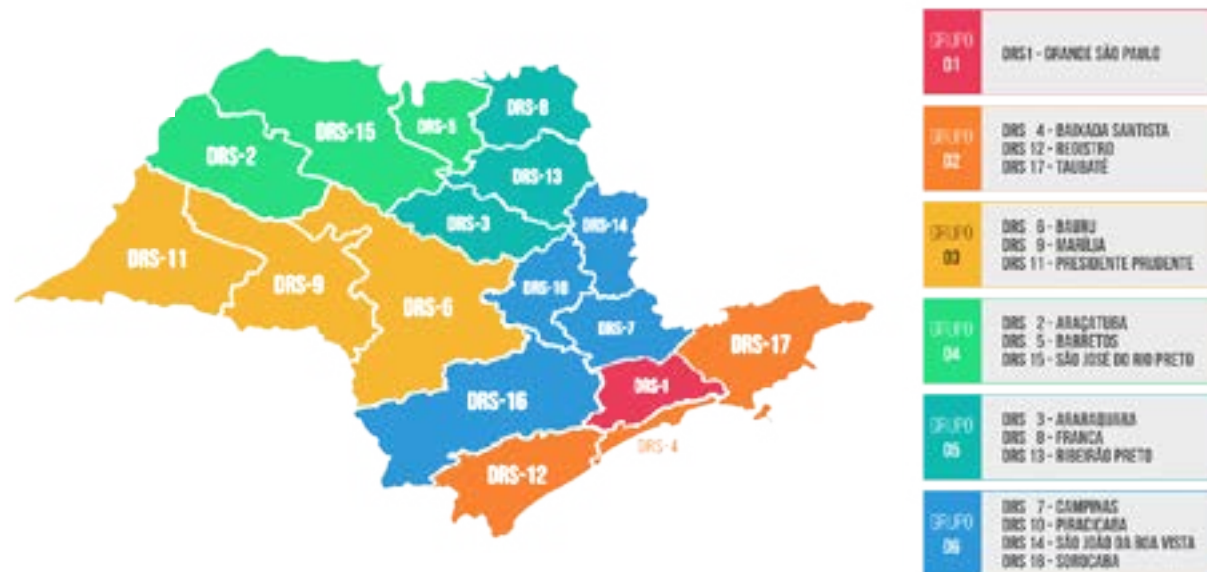 DRS-8
DRS-15
DRS-5
DRS-2
DRS-13
DRS-3
DRS-14
DRS-11
DRS-9
DRS-10
DRS-6
DRS-7
DRS-17
DRS-1
DRS-16
DRS-4
DRS-12
GRUPO
01
DRS1 - GRANDE SÃO PAULO
GRUPO
02
DRS 4 - BAIXADA SANTISTA
DRS 12 - REGISTRO
DRS 17 - TAUBATÉ
GRUPO
03
DRS 6 - BAURU
DRS 9 - MARÍLIA
DRS 11 - PRESIDENTE PRUDENTE
GRUPO
04
DRS 2 - ARAÇATUBA
DRS 5 - BARRETOS
DRS 15 - SÃO JOSÉ DO RIO PRETO
GRUPO
05
DRS 3 - ARARAQUARA
DRS 8 - FRANCA
DRS 13 - RIBEIRÃO PRETO
GRUPO
06
DRS 7 - CAMPINAS
DRS 10 - PIRACICABA
DRS 14 - SÃO JOÃO DA BOA VISTA
DRS 16 - SOROCABA